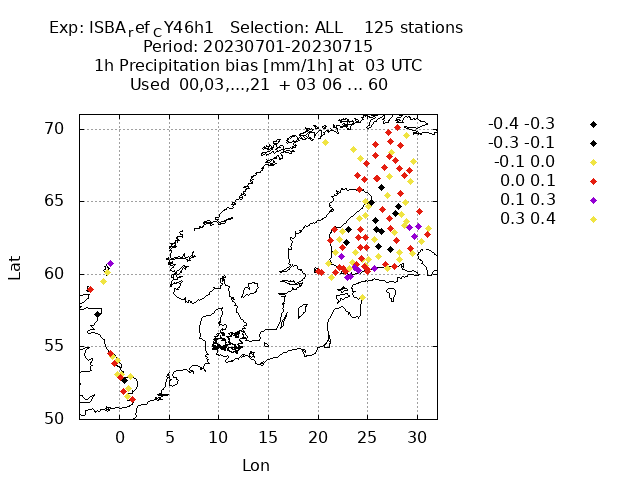 Exp: ISBA_ref_C Y46h1 Selection: ALL 125 stations
Period: 20230701-20230715
1h Precipitation bias [mm/1h] at 03 UTC
Used 00,03,...,21 + 03 06 ... 60
70
65
60
55
50
0 5 10 15 20 25 30
Lat
Lon
-0.4 -0.3
-0.3 -0.1
-0.1 0.0
0.0 0.1
0.1 0.3
0.3 0.4